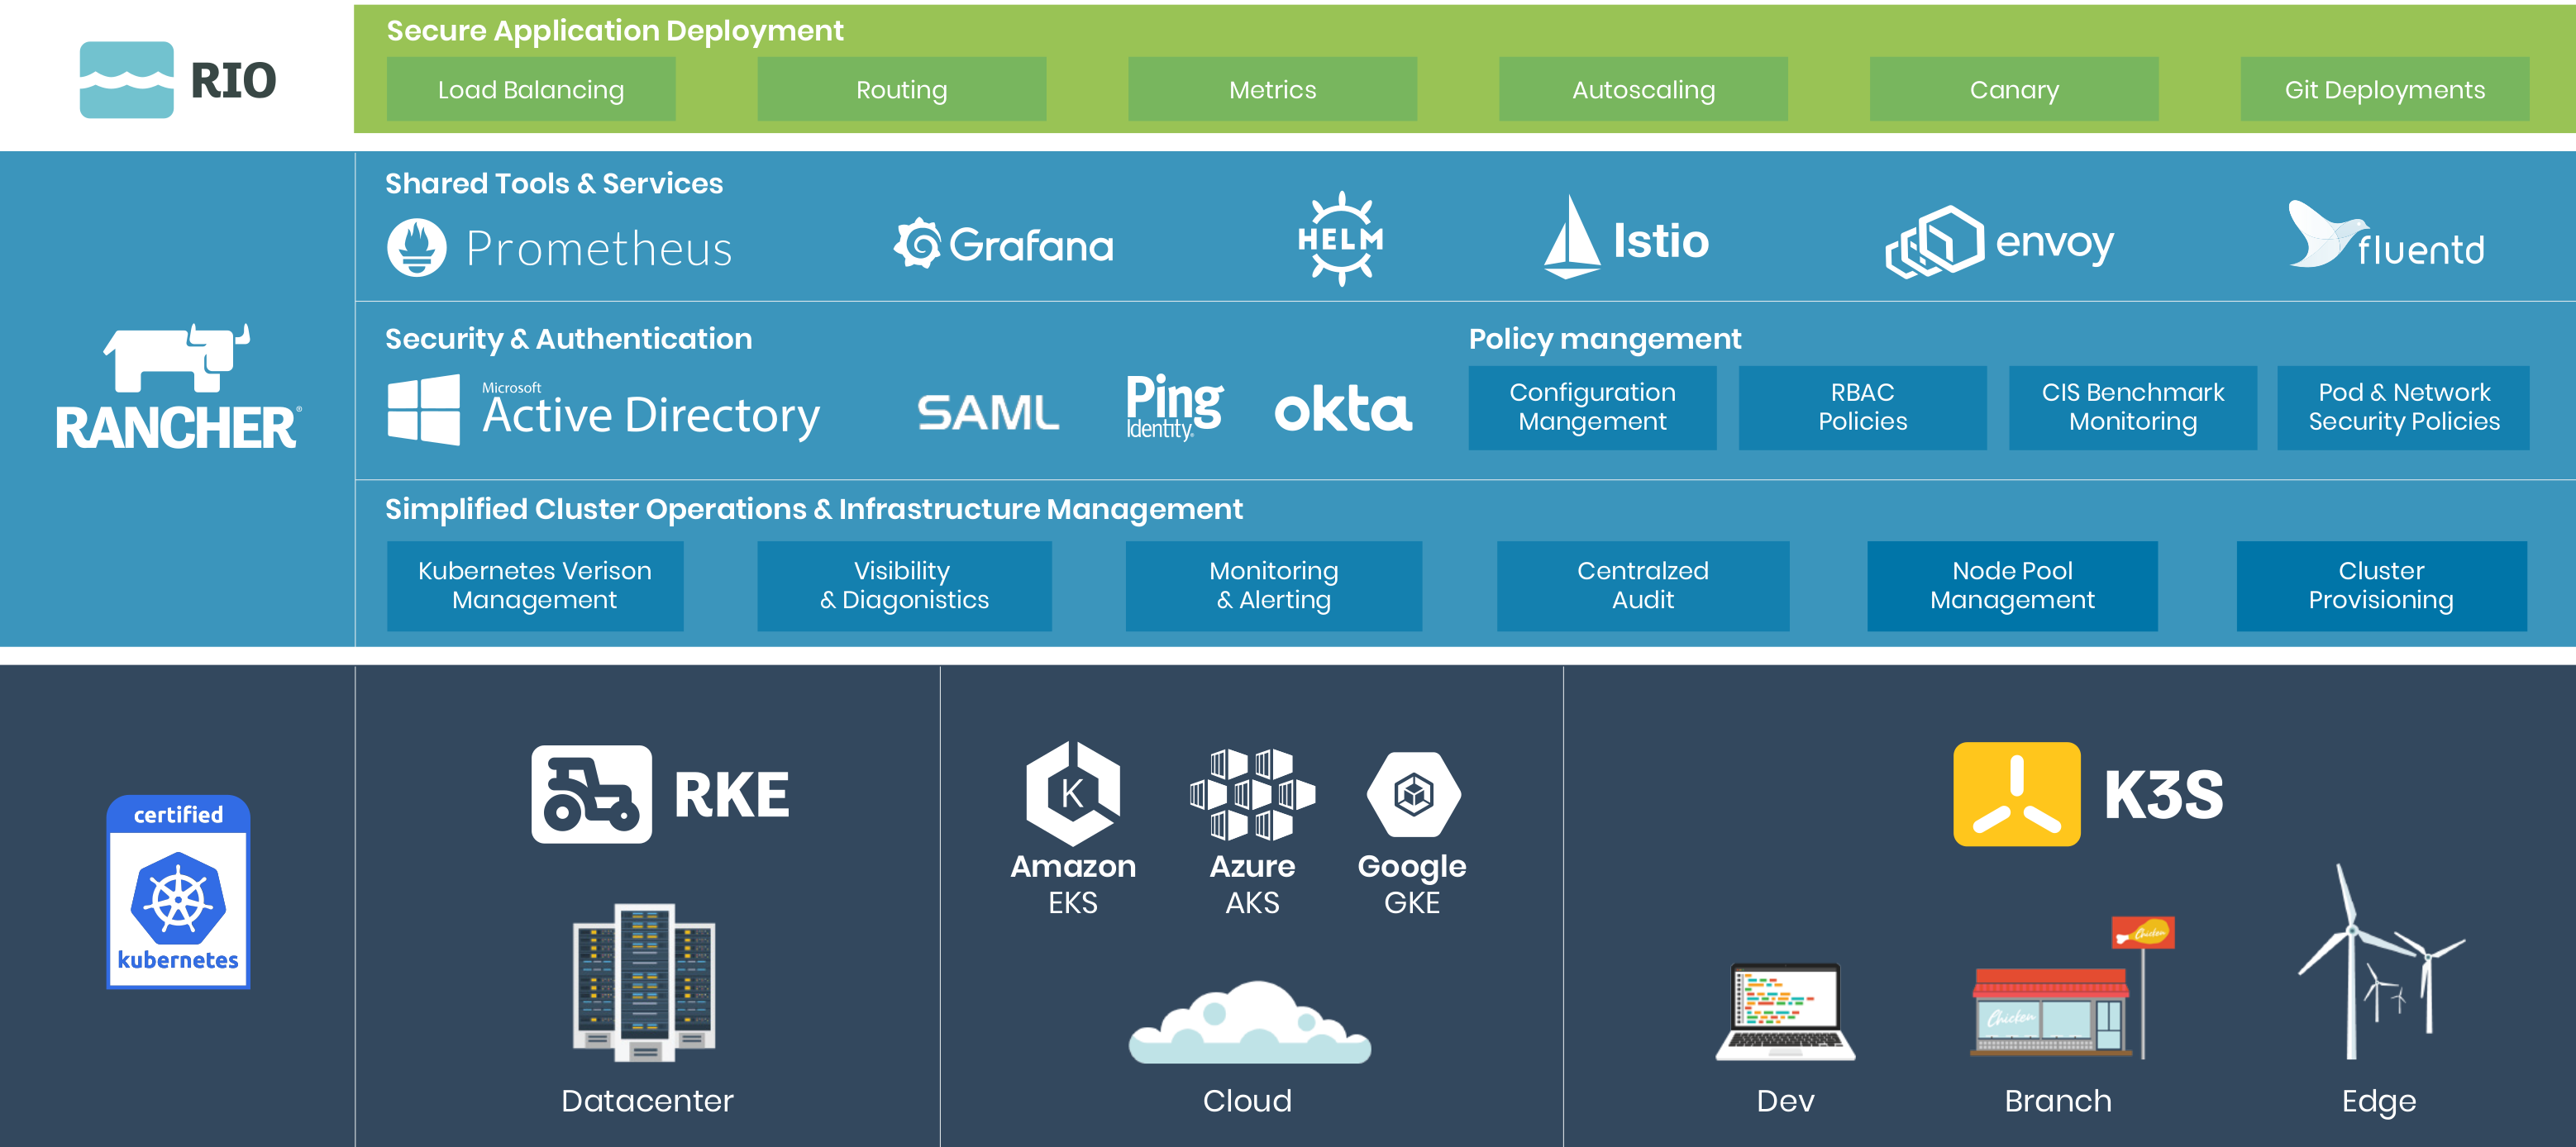 RIO
Secure Application Deployment
Load Balancing
Routing
Metrics
Autoscaling
Canary
Git Deployments
RANCHER®
Shared Tools & Services
Prometheus
Grafana
HELM
Istio
envoy
fluentd
Security & Authentication
Microsoft
Active Directory
SAML
Ping
Identity®
okta
Policy mangement
Configuration
Mangement
RBAC
Policies
CIS Benchmark
Monitoring
Pod & Network
Security Policies
Simplified Cluster Operations & Infrastructure Management
Kubernetes Verison
Management
Visibility
& Diagonistics
Monitoring
& Alerting
Centralzed
Audit
Node Pool
Management
Cluster
Provisioning
certified
kubernetes
RKE
Datacenter
K
Amazon
EKS
Azure
AKS
Google
GKE
Cloud
K3S
Chicken
Chicken
Dev
Branch
Edge